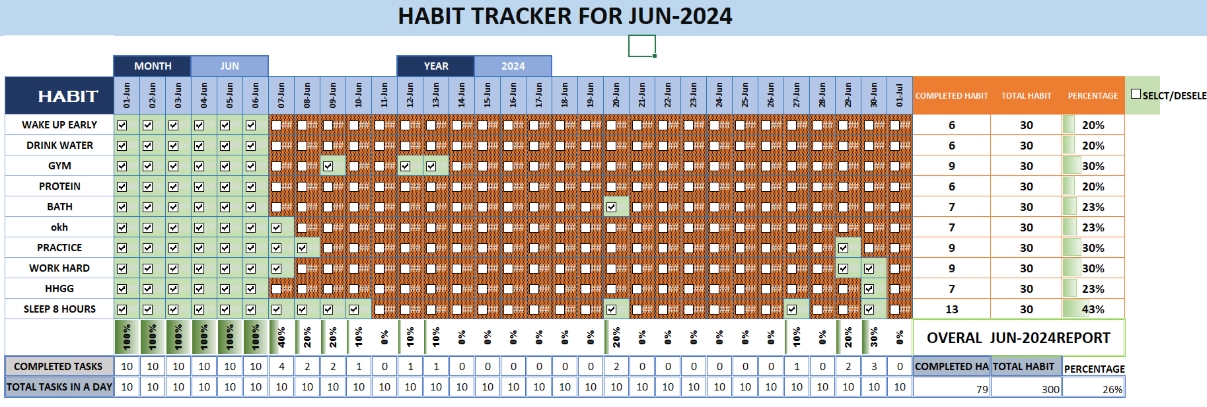 HABIT TRACKER FOR JUN-2024
MONTH JUN YEAR 2024
HABIT 01-Jun 02-Jun 03-Jun 04-Jun 05-Jun 06-Jun 07-Jun 08-Jun 09-Jun 10-Jun 11-Jun 12-Jun 13-Jun 14-Jun 15-Jun 16-Jun 17-Jun 18-Jun 19-Jun 20-Jun 21-Jun 22-Jun 23-Jun 24-Jun 25-Jun 26-Jun 27-Jun 28-Jun 29-Jun 30-Jun 01-Jul COMPLETED HABIT TOTAL HABIT PERCENTAGE SELCT/DESELE
WAKE UP EARLY 6 30 20%
DRINK WATER 6 30 20%
GYM 9 30 30%
PROTEIN 6 30 20%
BATH 7 30 23%
okh 7 30 23%
PRACTICE 9 30 30%
WORK HARD 9 30 30%
HHGG 7 30 23%
SLEEP 8 HOURS 13 30 43%
100% 100% 100% 100% 100% 100% 40% 20% 20% 10% 0% 10% 10% 0% 0% 0% 0% 0% 0% 20% 0% 0% 0% 0% 0% 0% 10% 0% 20% 30% 0% OVERAL JUN-2024REPORT
COMPLETED TASKS 10 10 10 10 10 10 4 2 2 1 0 1 1 0 0 0 0 0 0 2 0 0 0 0 0 0 1 0 2 3 0 COMPLETED HA TOTAL HABIT PERCENTAGE
TOTAL TASKS IN A DAY 10 10 10 10 10 10 10 10 10 10 10 10 10 10 10 10 10 10 10 10 10 10 10 10 10 10 10 10 10 10 10 79 300 26%